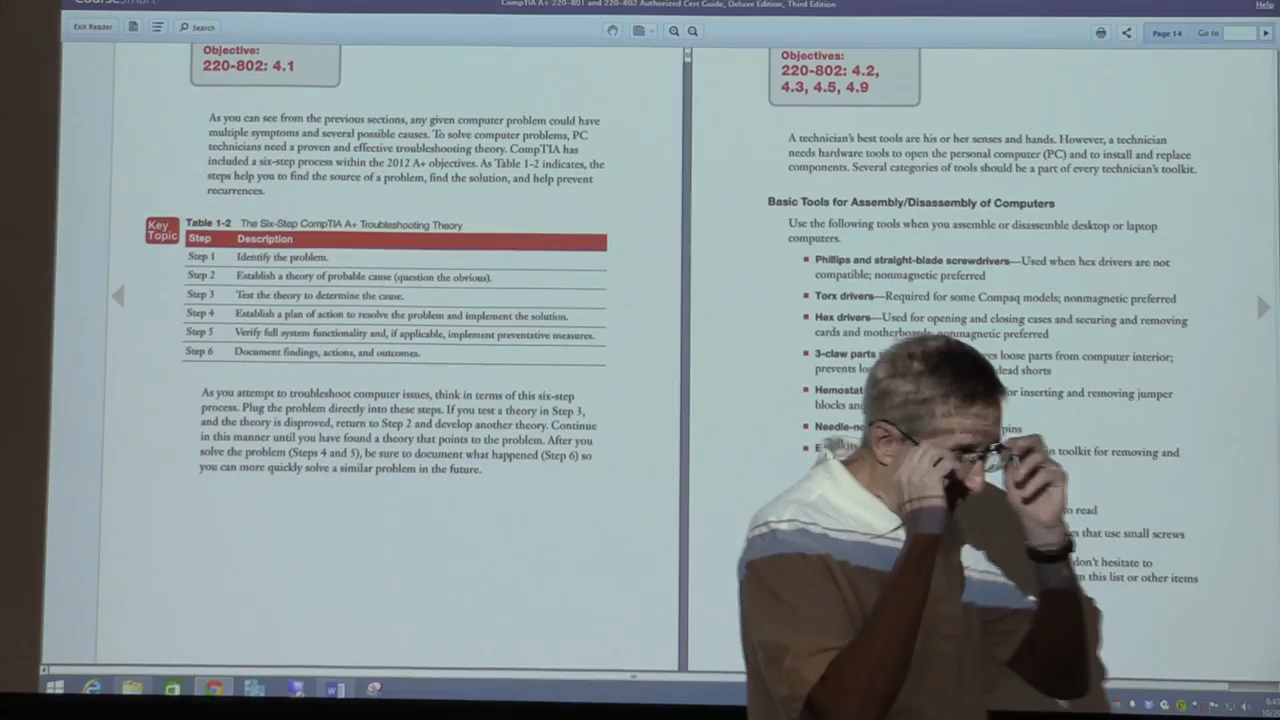 CompTIA A+ 220-801 and 220-802 Authorized Cert Guide, Deluxe Edition, Third Edition
Help
Exit Reader
Search
Page 14
Go to
Objective:
220-802: 4.1
As you can see from the previous sections, any given computer problem could have
multiple symptoms and several possible causes. To solve computer problems, PC
technicians need a proven and effective troubleshooting theory. CompTIA has
included a six-step process within the 2012 A+ objectives. As Table 1-2 indicates, the
steps help you to find the source of a problem, find the solution, and help prevent
recurrences.
Key
Topic
Table 1-2 The Six-Step CompTIA A+ Troubleshooting Theory
Step Description
Step 1 Identify the problem.
Step 2 Establish a theory of probable cause (question the obvious).
Step 3 Test the theory to determine the cause.
Step 4 Establish a plan of action to resolve the problem and implement the solution.
Step 5 Verify full system functionality and, if applicable, implement preventative measures.
Step 6 Document findings, actions, and outcomes.
As you attempt to troubleshoot computer issues, think in terms of this six-step
process. Plug the problem directly into these steps. If you test a theory in Step 3,
and the theory is disproved, return to Step 2 and develop another theory. Continue
in this manner until you have found a theory that points to the problem. After you
solve the problem (Steps 4 and 5), be sure to document what happened (Step 6) so
you can more quickly solve a similar problem in the future.
Objectives:
220-802: 4.2,
4.3, 4.5, 4.9
A technician's best tools are his or her senses and hands. However, a technician
needs hardware tools to open the personal computer (PC) and to install and replace
components. Several categories of tools should be a part of every technician's toolkit.
Basic Tools for Assembly/Disassembly of Computers
Use the following tools when you assemble or disassemble desktop or laptop
computers.
Phillips and straight-blade screwdrivers—Used when hex drivers are not
compatible; nonmagnetic preferred
Torx drivers—Required for some Compaq models; nonmagnetic preferred
Hex drivers—Used for opening and closing cases and securing and removing
cards and motherboards; nonmagnetic preferred
3-claw parts loose parts from computer interior;
prevents dead shorts
Hemostat for inserting and removing jumper
blocks
pins
in toolkit for removing and
to read
that use small screws
don't hesitate to
in this list or other items